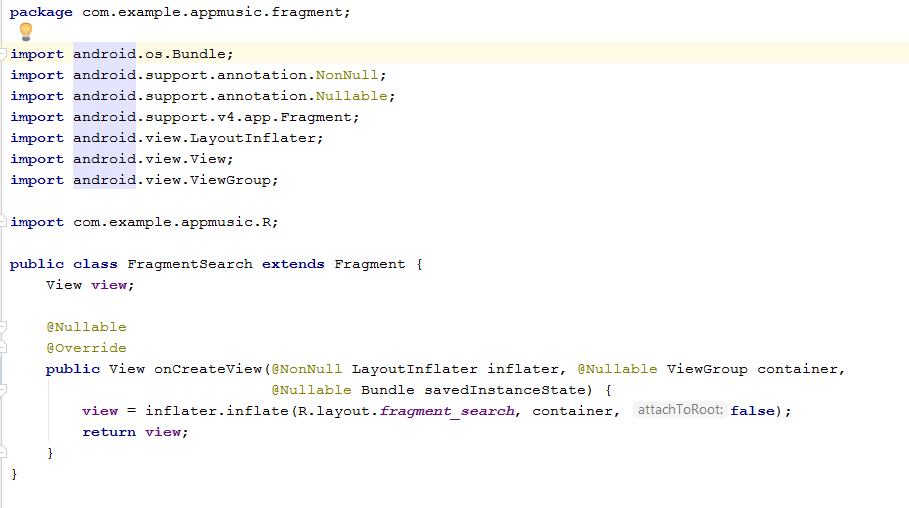 package com.example.appmusic.fragment;
import android.os.Bundle;
import android.support.annotation.NonNull;
import android.support.annotation.Nullable;
import android.support.v4.app.Fragment;
import android.view.LayoutInflater;
import android.view.View;
import android.view.ViewGroup;
import com.example.appmusic.R;
public class FragmentSearch extends Fragment {
View view;
@Nullable
@Override
public View onCreateView(@NonNull LayoutInflater inflater, @Nullable ViewGroup container,
@Nullable Bundle savedInstanceState) {
view = inflater.inflate(R.layout.fragment_search, container, attachToRoot: false);
return view;
}
}